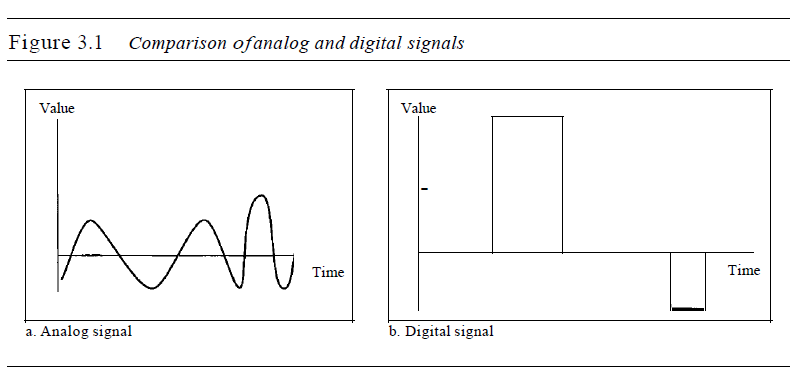 Figure 3.1 Comparison ofanalog and digital signals
Value
Value
Time
Time
a. Analog signal
b. Digital signal